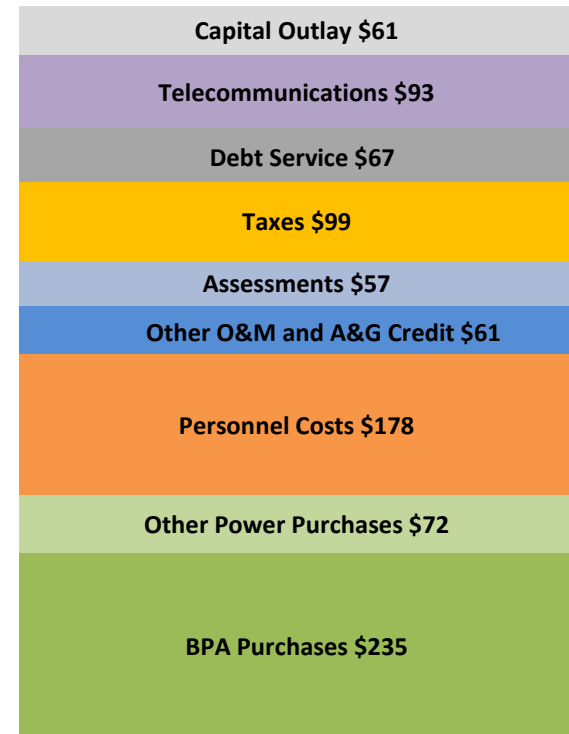 Capital Outlay $61
Telecommunications $93
Debt Service $67
Taxes $99
Assessments $57
Other O&M and A&G Credit $61
Personnel Costs $178
Other Power Purchases $72
BPA Purchases $235